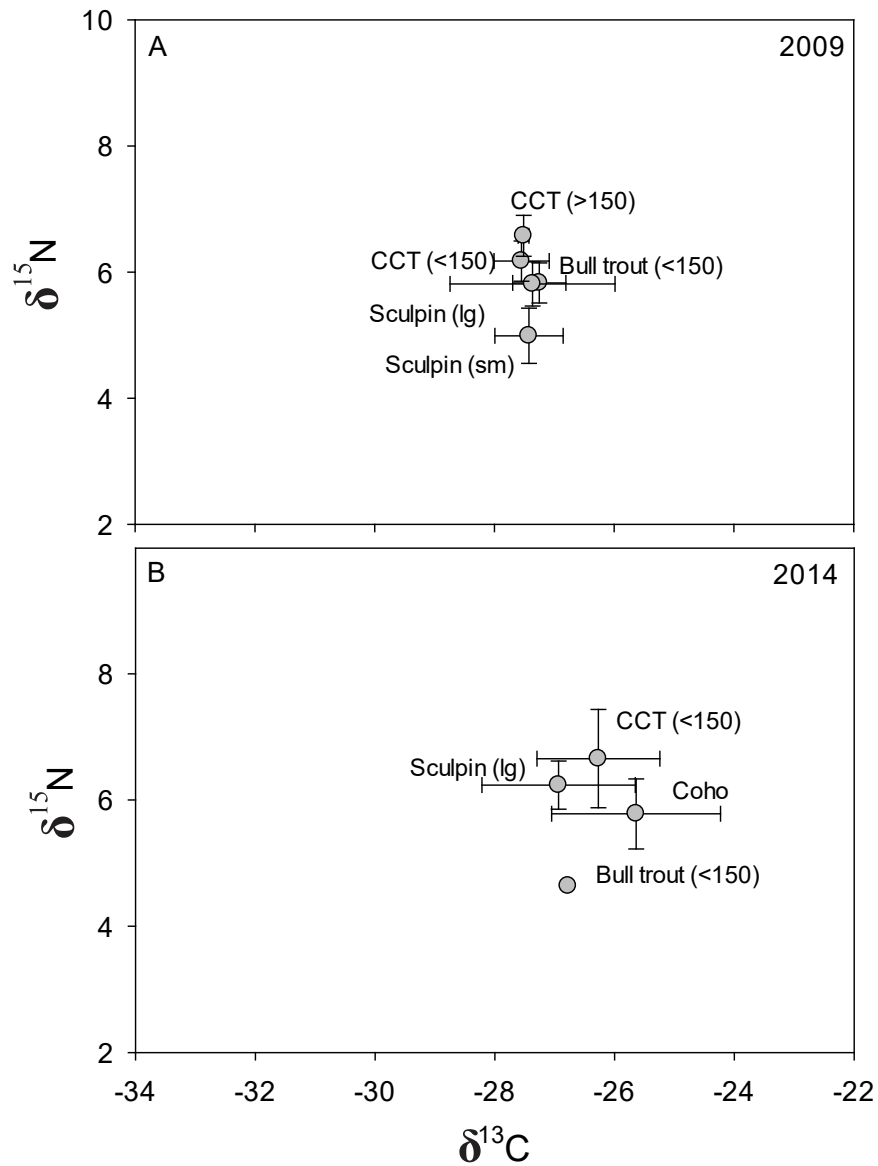 10
A
2009
8
CCT (>150)
CCT (<150)
Bull trout (<150)
6
δ15N
Sculpin (lg)
Sculpin (sm)
4
2
B
2014
8
CCT (<150)
Sculpin (lg)
Coho
6
δ15N
Bull trout (<150)
4
2
-34 -32 -30 -28 -26 -24 -22
δ13C